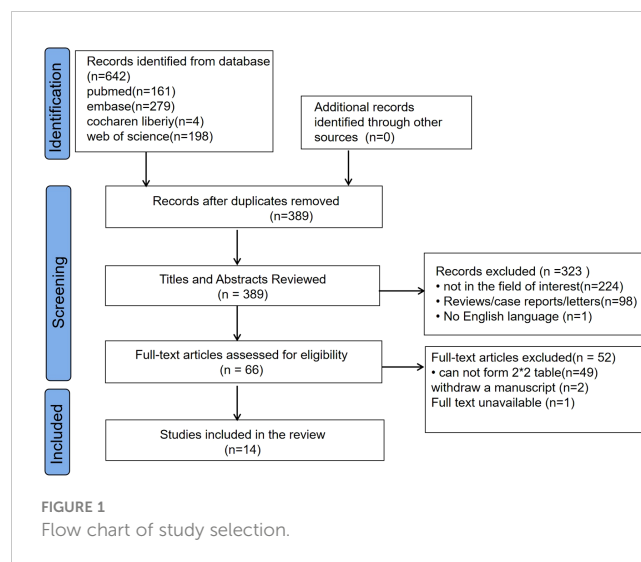 Identification
Records identified from database
(n=642)
pubmed(n=161)
embase(n=279)
cocharen liberiy(n=4)
web of science(n=198)
Additional records
identified through other
sources (n=0)
Screening
Records after duplicates removed
(n=389)
Titles and Abstracts Reviewed
(n = 389)
Records excluded (n =323 )
• not in the field of interest(n=224)
• Reviews/case reports/letters(n=98)
• No English language (n=1)
Full-text articles assessed for eligibility
(n = 66)
Full-text articles excluded(n = 52)
• can not form 2*2 table(n=49)
withdraw a manuscript(n=2)
Full text unavailable (n=1)
Included
Studies included in the review
(n=14)
FIGURE 1
Flow chart of study selection.